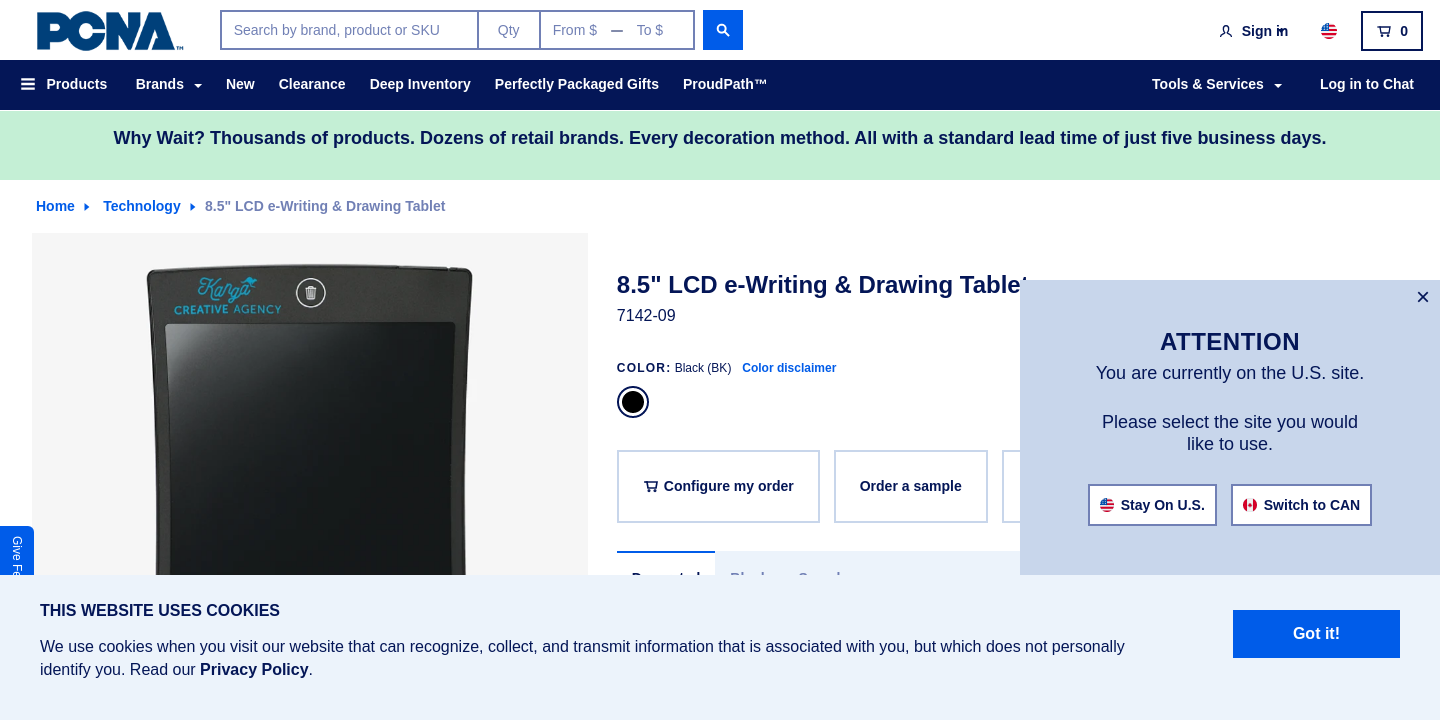 PCNA™
Search by brand, product or SKU
Qty
From $ — To $
Sign in
0
Products
Brands
New
Clearance
Deep Inventory
Perfectly Packaged Gifts
ProudPath™
Tools & Services
Log in to Chat
Why Wait? Thousands of products. Dozens of retail brands. Every decoration method. All with a standard lead time of just five business days.
Home
Technology
8.5" LCD e-Writing & Drawing Tablet
Kanga
CREATIVE AGENCY
8.5" LCD e-Writing & Drawing Tablet
7142-09
COLOR: Black (BK) Color disclaimer
Configure my order
Order a sample
×
ATTENTION
You are currently on the U.S. site.
Please select the site you would
like to use.
Stay On U.S.
Switch to CAN
Give
THIS WEBSITE USES COOKIES
We use cookies when you visit our website that can recognize, collect, and transmit information that is associated with you, but which does not personally
identify you. Read our Privacy Policy.
Got it!